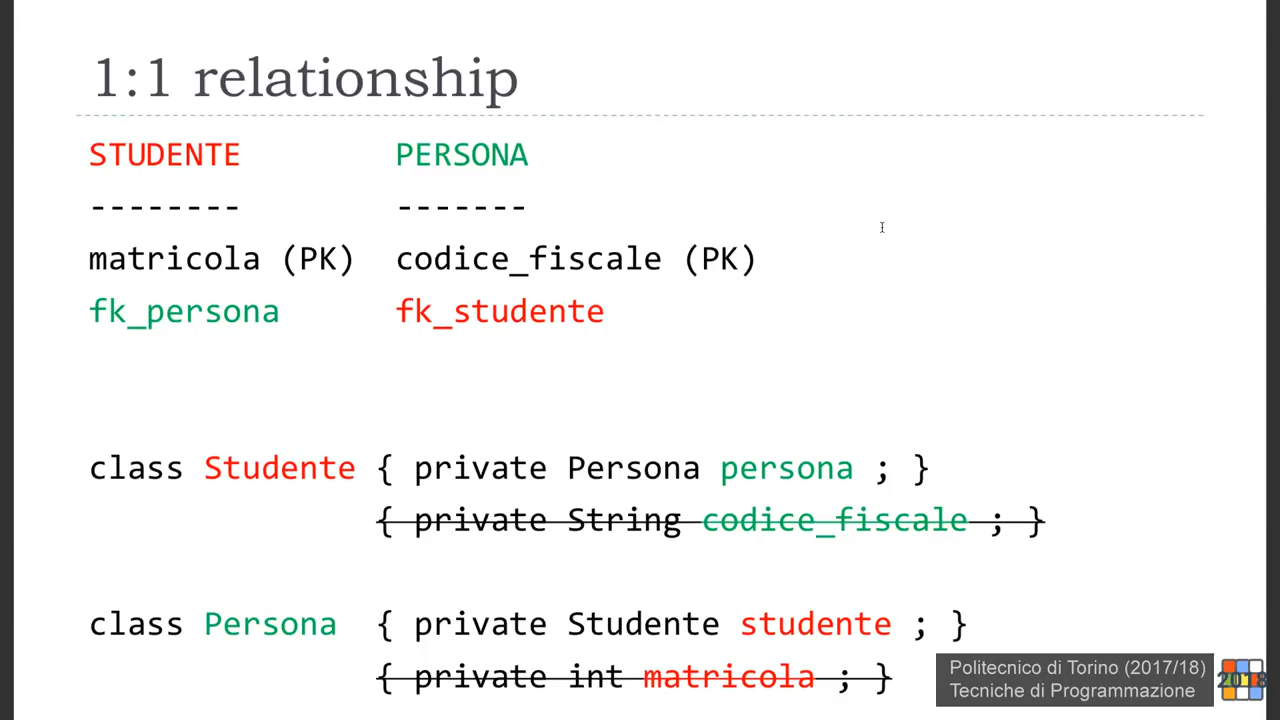 1:1 relationship
STUDENTE PERSONA
-------- -------
matricola (PK) codice_fiscale (PK)
fk_persona fk_studente
class Studente { private Persona persona ; }
{ private String codice_fiscale ; }
class Persona { private Studente studente ; }
{ private int matricola ; }
Politecnico di Torino (2017/18)
Tecniche di Programmazione
2018